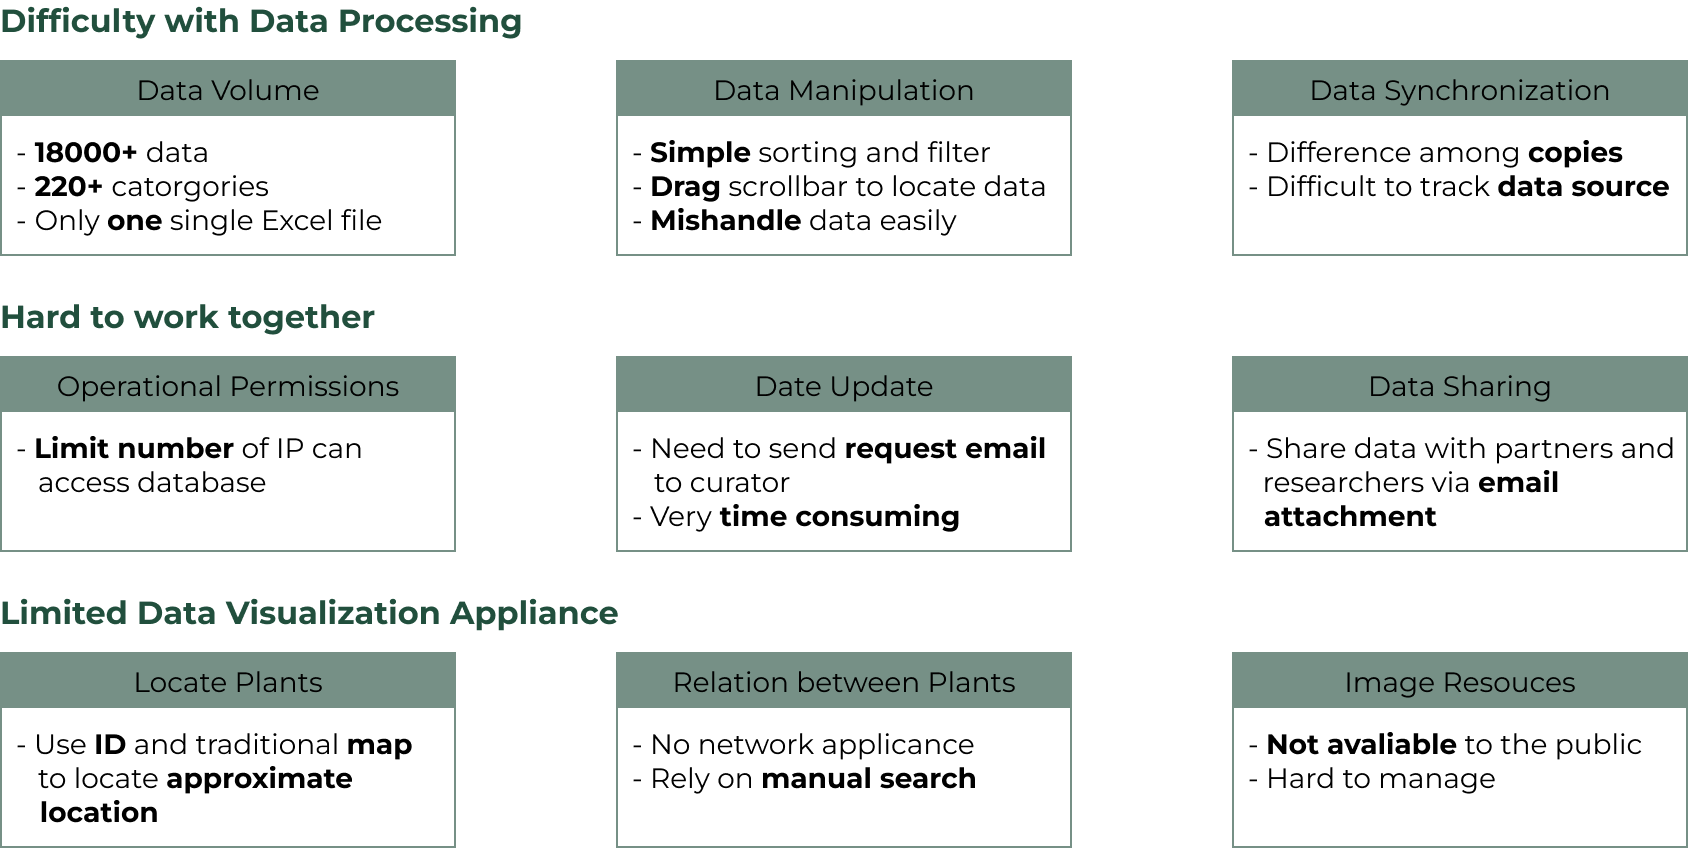 Difficulty with Data Processing
Data Volume
- 18000+ data
- 220+ catorgories
- Only one single Excel file
Data Manipulation
- Simple sorting and filter
- Drag scrollbar to locate data
- Mishandle data easily
Data Synchronization
- Difference among copies
- Difficult to track data source
Hard to work together
Operational Permissions
- Limit number of IP can
access database
Date Update
- Need to send request email
to curator
- Very time consuming
Data Sharing
- Share data with partners and
researchers via email
attachment
Limited Data Visualization Appliance
Locate Plants
- Use ID and traditional map
to locate approximate
location
Relation between Plants
- No network applicance
- Rely on manual search
Image Resouces
- Not avaliable to the public
- Hard to manage